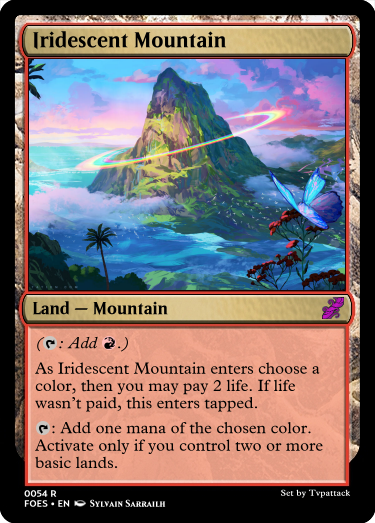 Iridescent Mountain
Land — Mountain
(: Add .)
As Iridescent Mountain enters choose a
color, then you may pay 2 life. If life
wasn't paid, this enters tapped.
: Add one mana of the chosen color.
Activate only if you control two or more
basic lands.
0054 R
FOES • EN Sylvain Sarrailh
Set by Tvpattack